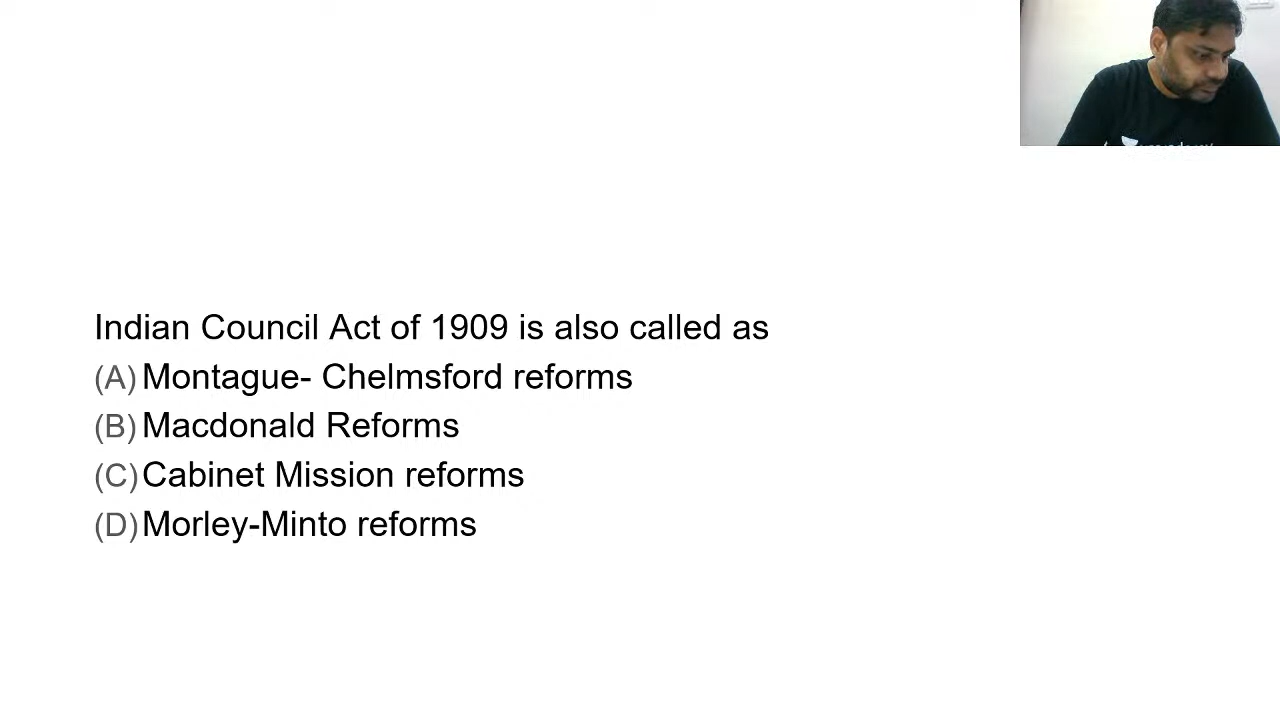 Indian Council Act of 1909 is also called as
(A) Montague- Chelmsford reforms
(B) Macdonald Reforms
(C) Cabinet Mission reforms
(D) Morley-Minto reforms